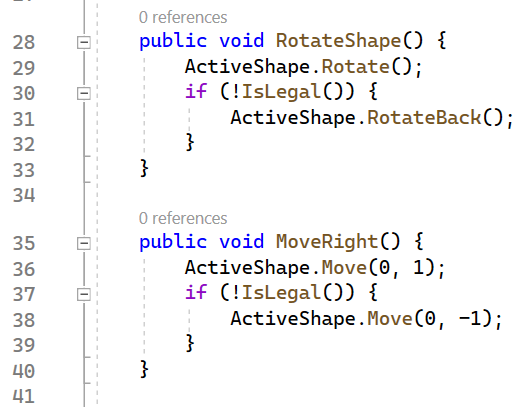 0 references
28 public void RotateShape() {
29 ActiveShape.Rotate();
30 if (!IsLegal()) {
31 ActiveShape.RotateBack();
32 }
33 }
34
0 references
35 public void MoveRight() {
36 ActiveShape.Move(0, 1);
37 if (!IsLegal()) {
38 ActiveShape.Move(0, -1);
39 }
40 }
41